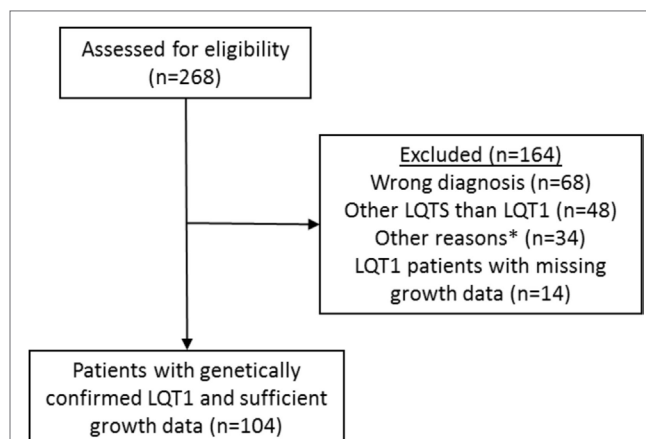 Assessed for eligibility
(n=268)
Excluded (n=164)
Wrong diagnosis (n=68)
Other LQTS than LQT1 (n=48)
Other reasons* (n=34)
LQT1 patients with missing
growth data (n=14)
Patients with genetically
confirmed LQT1 and sufficient
growth data (n=104)